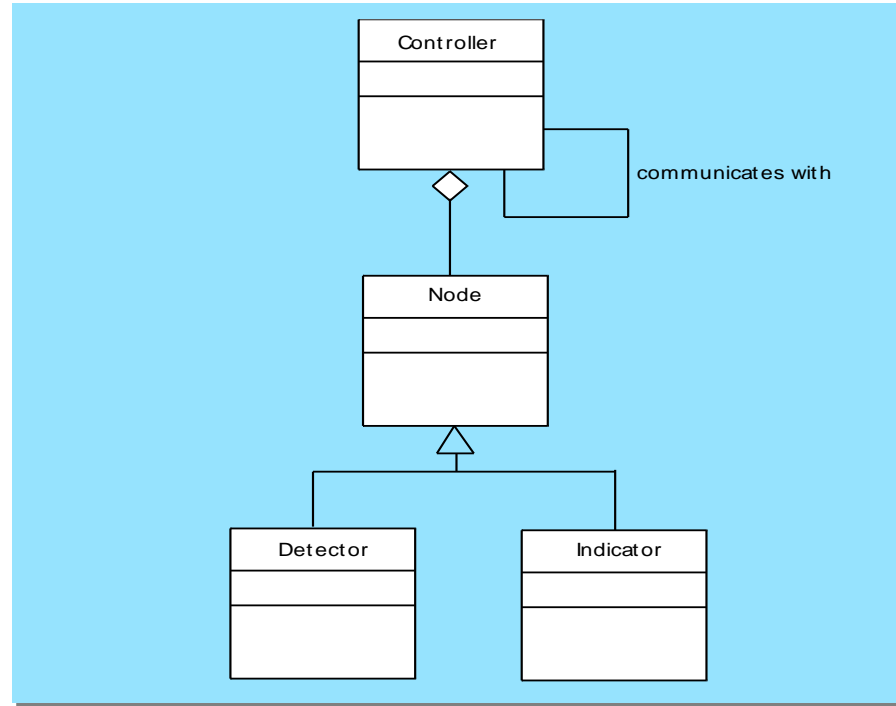 Controller
communicates with
Node
Detector
Indicator